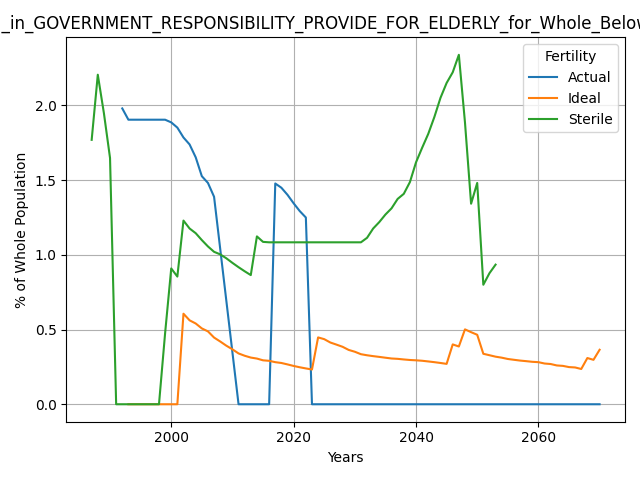 _in_GOVERNMENT_RESPONSIBILITY_PROVIDE_FOR_ELDERLY_for_Whole_Below
Fertility
Actual
Ideal
Sterile
% of Whole Population
2.0
1.5
1.0
0.5
0.0
2000
2020
2040
2060
Years